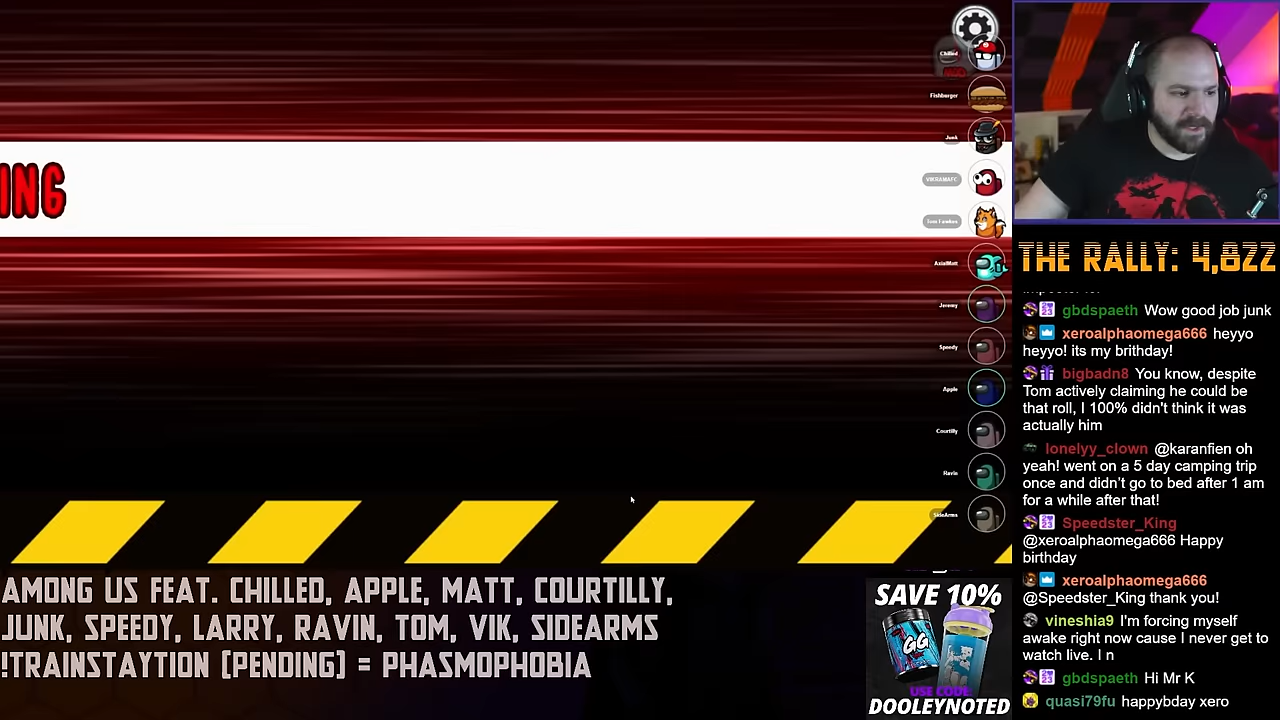 ING
Chilled
Fishburger
Junk
VIKRAMAFC
Tom Fawkes
AxialMatt
Jeremy
Speedy
Apple
Courtilly
Ravin
SideArms
THE RALLY: 4,822
gbdspaeth Wow good job junk
xeroalphaomega666 heyyo
heyyo! its my brithday!
bigbadn8 You know, despite
Tom actively claiming he could be
that roll, I 100% didn't think it was
actually him
lonelyy_clown @karanfien oh
yeah! went on a 5 day camping trip
once and didn't go to bed after 1 am
for a while after that!
Speedster_King
@xeroalphaomega666 Happy
birthday
xeroalphaomega666
@Speedster_King thank you!
vineshia9 I'm forcing myself
awake right now cause I never get to
watch live. I n
gbdspaeth Hi Mr K
quasi79fu happybday xero
AMONG US FEAT. CHILLED, APPLE, MATT, COURTILLY,
JUNK, SPEEDY, LARRY, RAVIN, TOM, VIK, SIDEARMS
!TRAINSTAYTION [PENDING] = PHASMOPHOBIA
SAVE 10%
GG
USE CODE:
DOOLEYNOTED